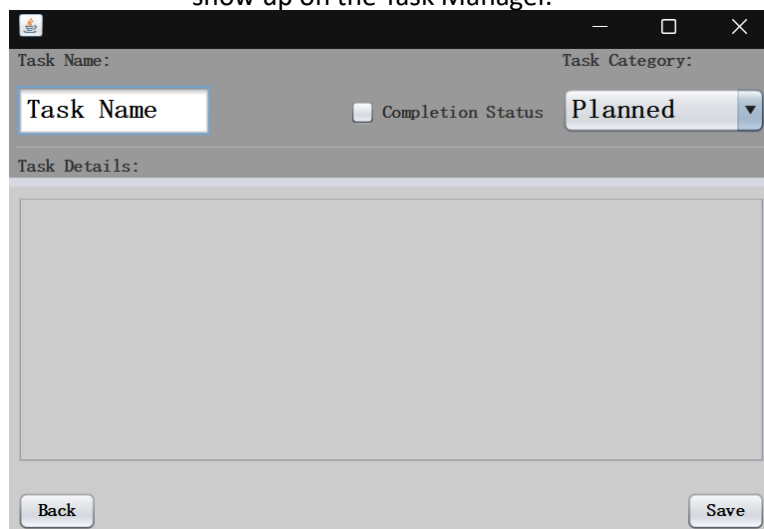 show up on the Task Manager.
Task Name:
Task Category:
Task Name
Completion Status
Planned
Task Details:
Back
Save